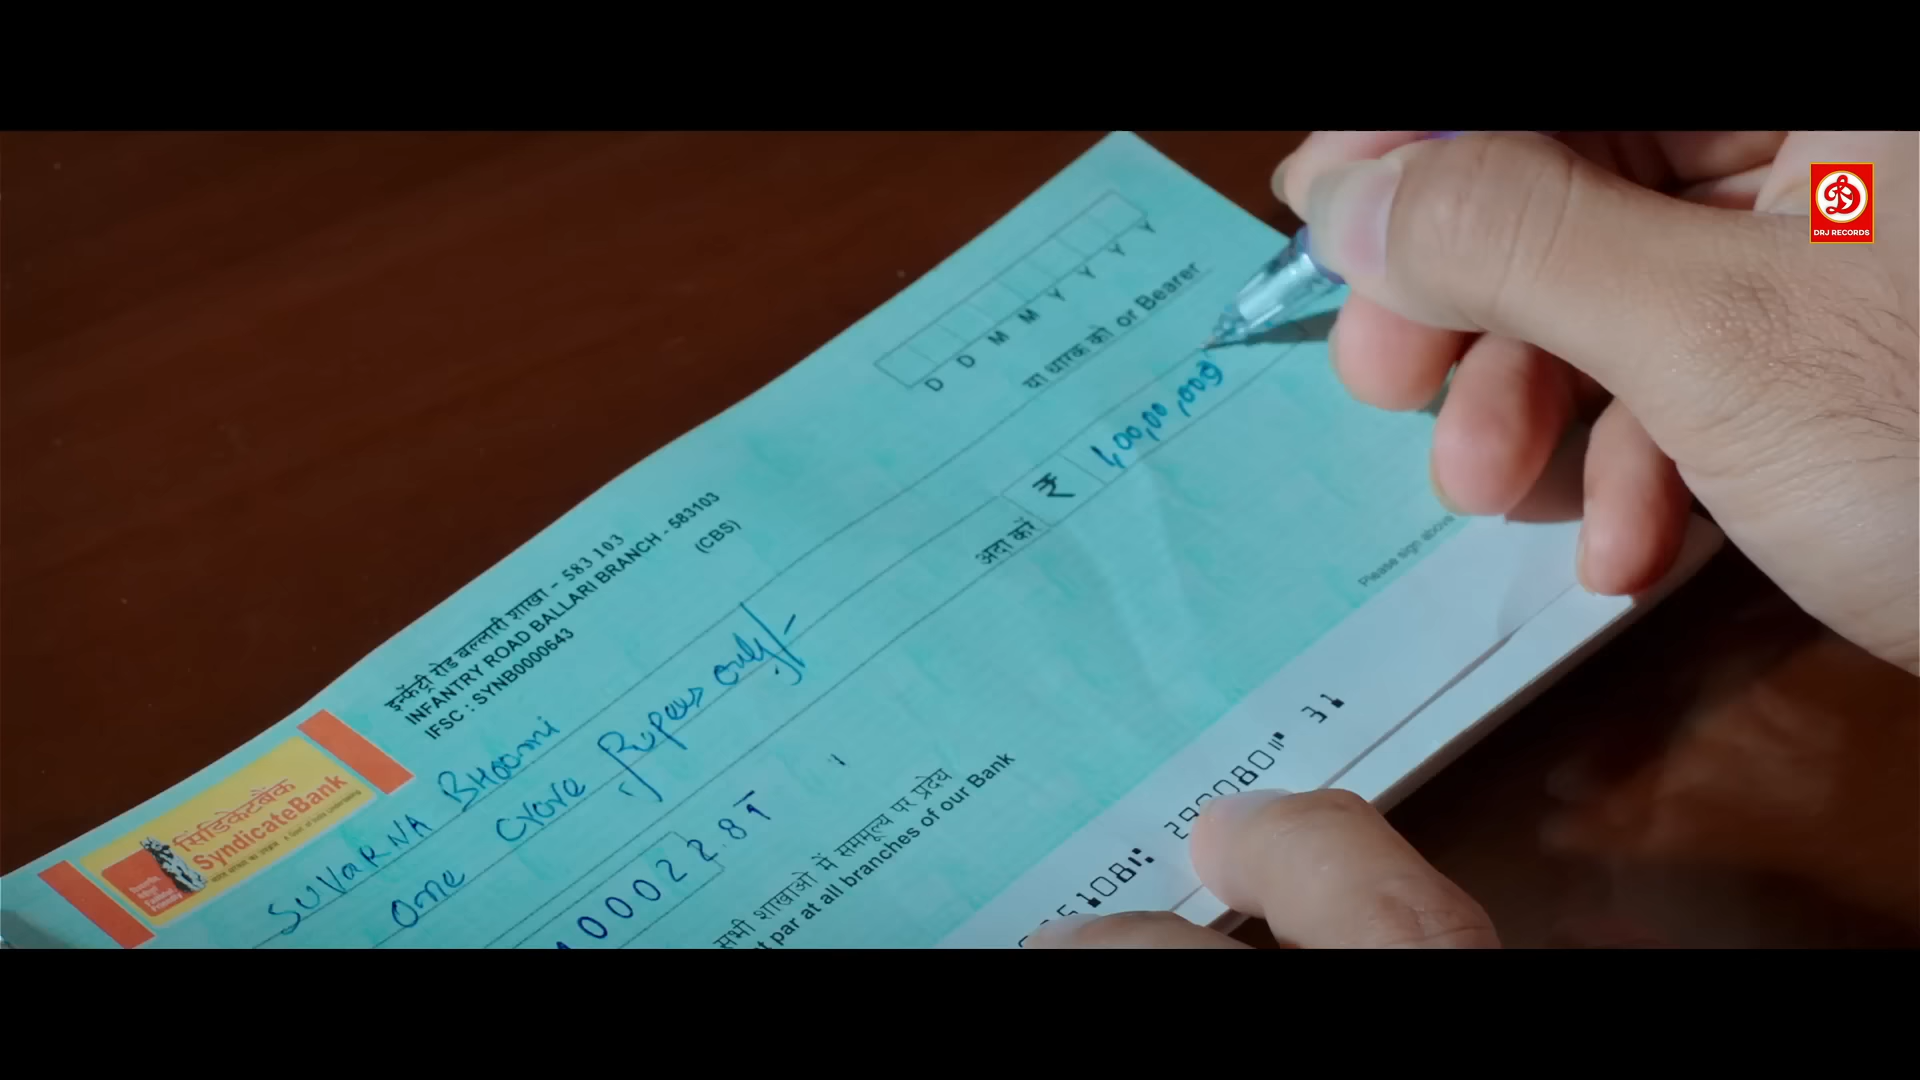 DRJ RECORDS
D D M M Y Y Y Y
या धारक को or Bearer
इन्फैंट्री रोड बल्लारी शाखा - 583 103
INFANTRY ROAD BALLARI BRANCH - 583103
(CBS)
IFSC : SYNB0000643
सिंडिकेटबैंक
SyndicateBank
SUVARNA BHOOMI
one crore Rupees only/-
अदा करें
₹ 1,00,00,000
Please sign above
सभी शाखाओं में सममूल्य पर प्रदेय
par at all branches of our Bank
31